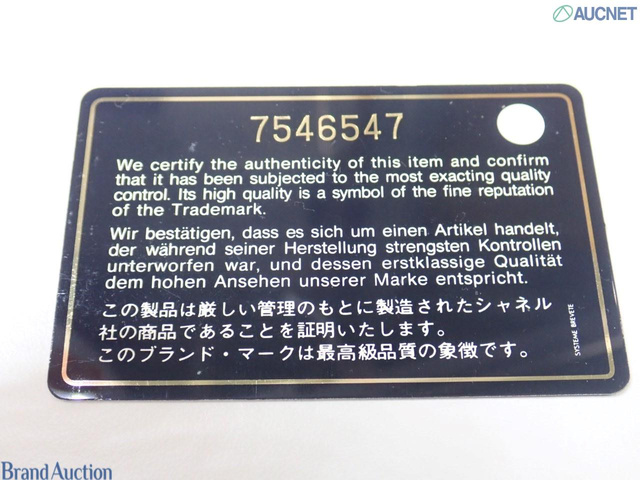 AUCNET
7546547
We certify the authenticity of this item and confirm
that it has been subjected to the most exacting quality
control. Its high quality is a symbol of the fine reputation
of the Trademark.
Wir bestätigen, dass es sich um einen Artikel handelt,
der während seiner Herstellung strengsten Kontrollen
unterworfen war, und dessen erstklassige Qualität
dem hohen Ansehen unserer Marke entspricht.
この製品は厳しい管理のもとに製造されたシャネル
社の商品であることを証明いたします。
このブランド・マークは最高級品質の象徴です。
SYSTEME BREVETE
Brand Auction